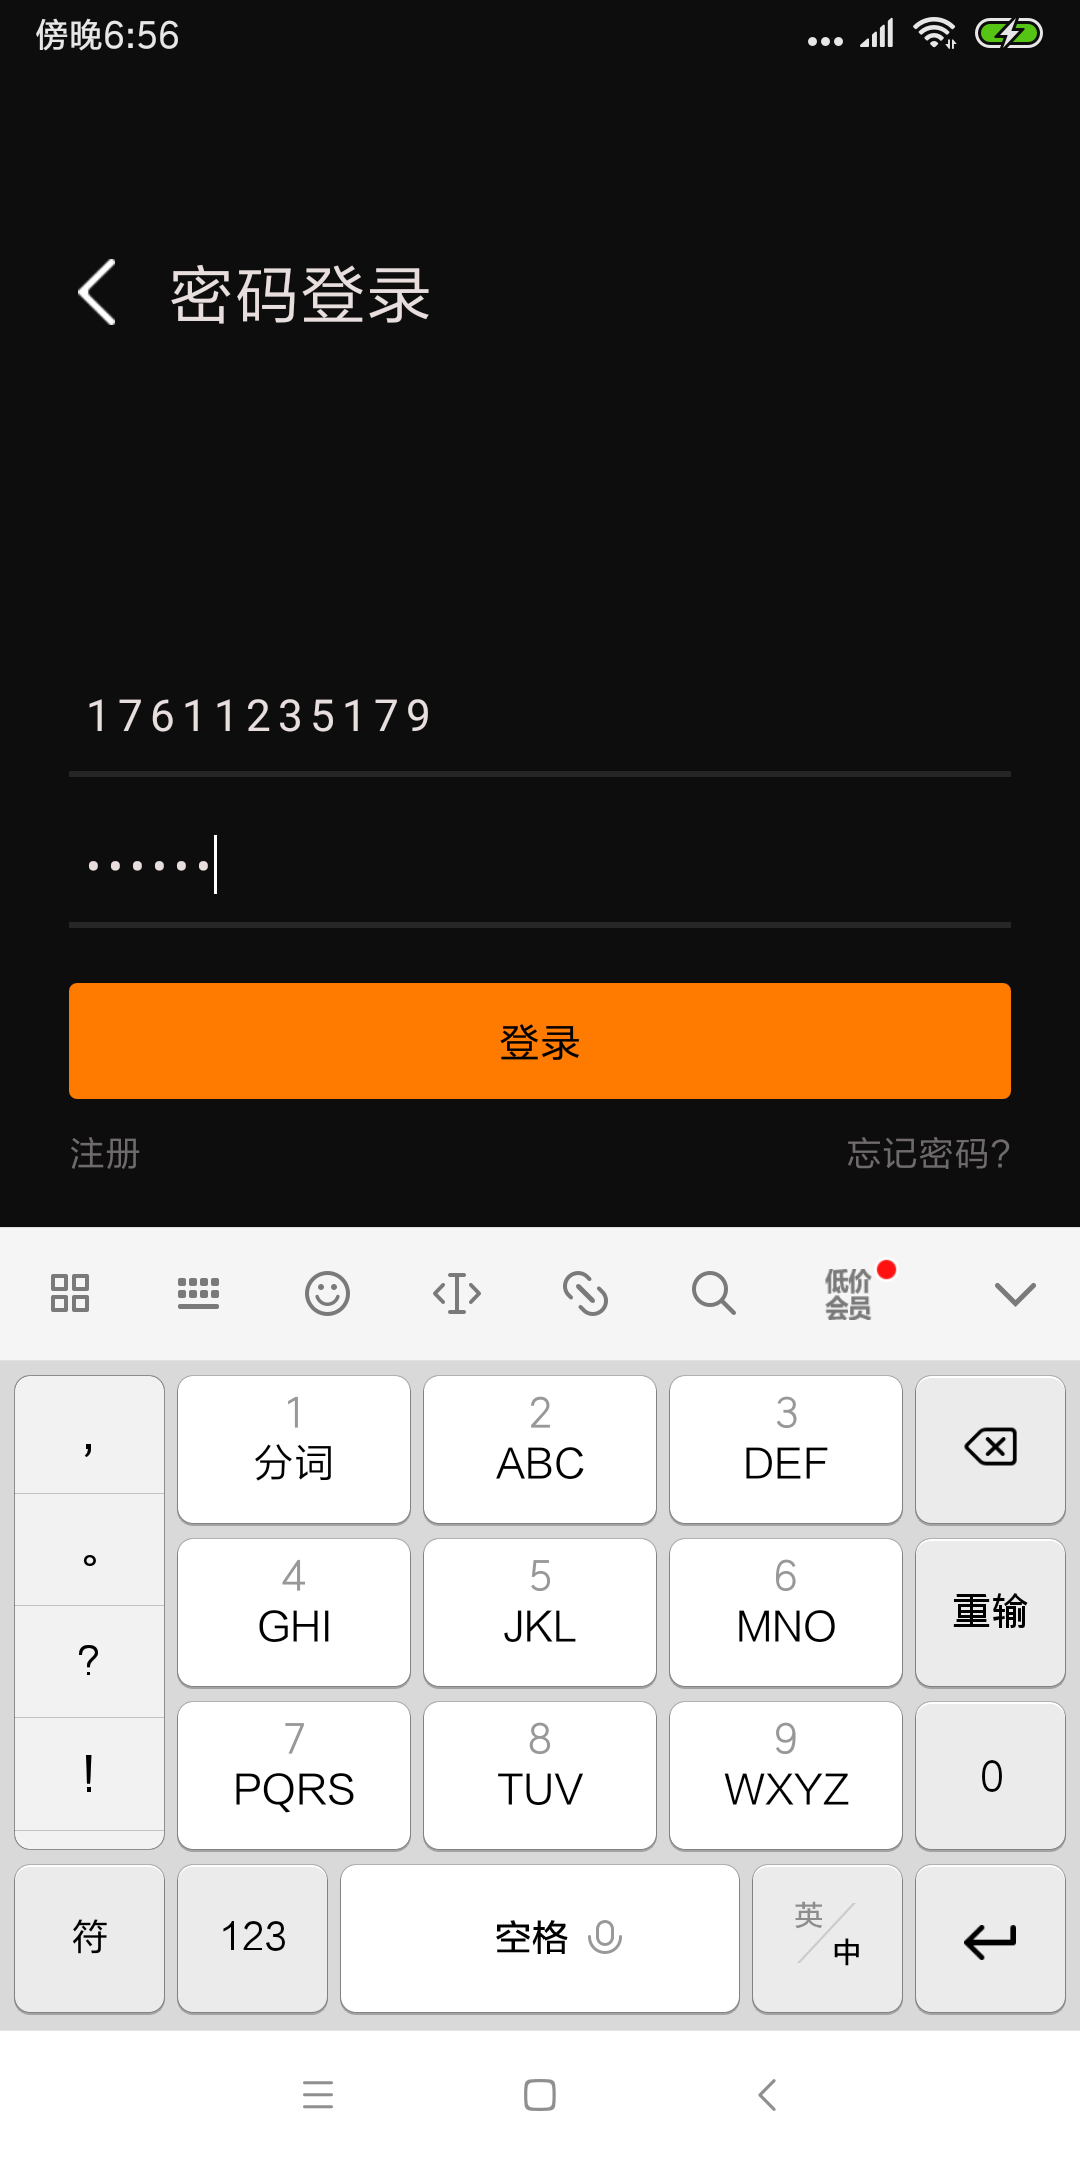 傍晚6:56
密码登录
17611235179
••••••
登录
注册 忘记密码?
低价
会员
, 1 2 3
分词 ABC DEF
。 4 5 6
GHI JKL MNO 重输
? 7 8 9
! PQRS TUV WXYZ 0
符 123 空格 英/中